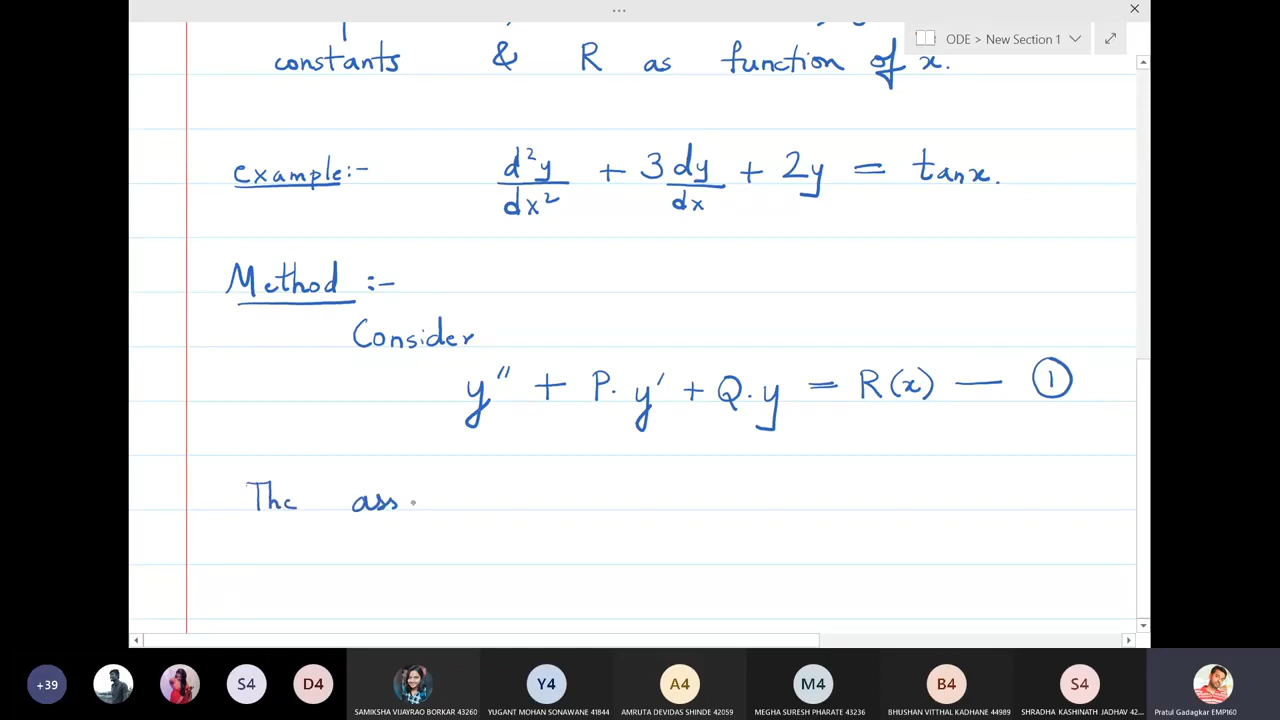 ODE > New Section 1
constants & R as function of x.
example:- d²y/dx² + 3 dy/dx + 2y = tanx.
Method :-
Consider
y″ + P. y′ + Q. y = R(x) — ①
The ass
+39 S4 D4 Y4 A4 M4 B4 S4
SAMIKSHA VIJAYRAO BORKAR 43260 YUGANT MOHAN SONAWANE 41844 AMRUTA DEVIDAS SHINDE 42059 MEGHA SURESH PHARATE 43236 BHUSHAN VITTHAL KADHANE 44989 SHRADHA KASHINATH JADHAV 42... Pratul Gadagkar EMP160